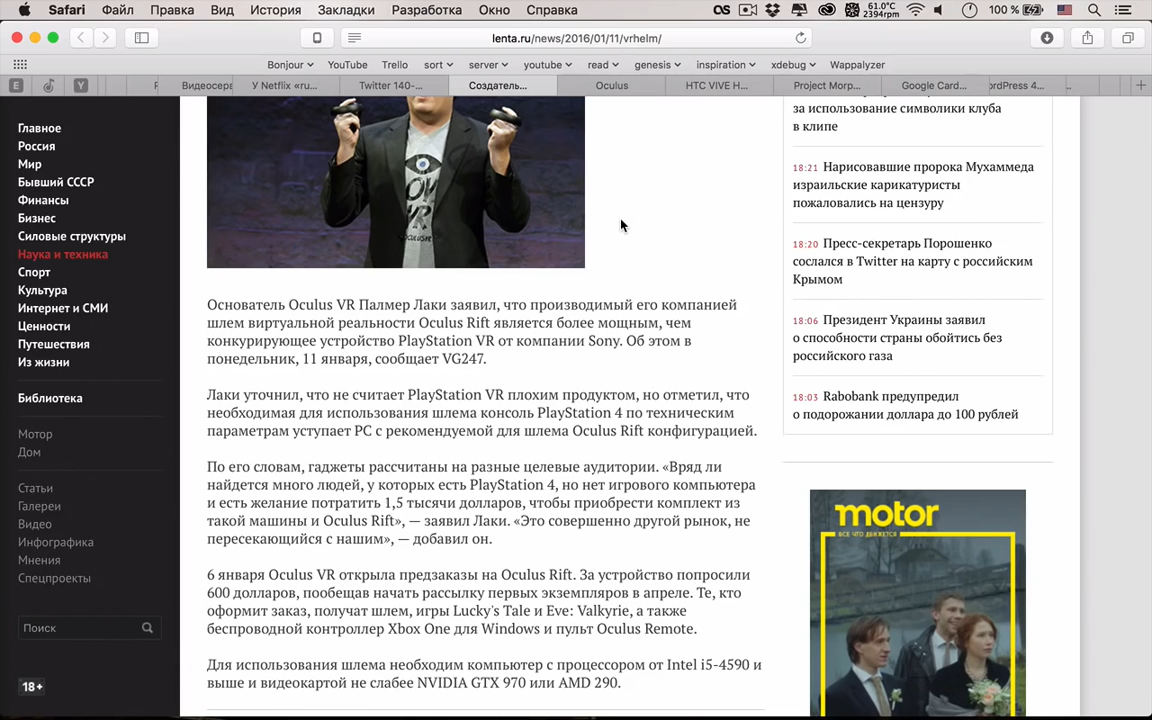 Safari Файл Правка Вид История Закладки Разработка Окно Справка
61.0°C
2394rpm
100 %
lenta.ru/news/2016/01/11/vrhelm/
Bonjour YouTube Trello sort server youtube read genesis inspiration xdebug Wappalyzer
Видеосерв У Netflix «ru... Twitter 140-... Создатель... Oculus HTC VIVE H... Project Morp... Google Card... ordPress 4...
Главное
Россия
Мир
Бывший СССР
Финансы
Бизнес
Силовые структуры
Наука и техника
Спорт
Культура
Интернет и СМИ
Ценности
Путешествия
Из жизни
Библиотека
Мотор
Дом
Статьи
Галереи
Видео
Инфографика
Мнения
Спецпроекты
Поиск
18+
Основатель Oculus VR Палмер Лаки заявил, что производимый его компанией
шлем виртуальной реальности Oculus Rift является более мощным, чем
конкурирующее устройство PlayStation VR от компании Sony. Об этом в
понедельник, 11 января, сообщает VG247.
Лаки уточнил, что не считает PlayStation VR плохим продуктом, но отметил, что
необходимая для использования шлема консоль PlayStation 4 по техническим
параметрам уступает PC с рекомендуемой для шлема Oculus Rift конфигурацией.
По его словам, гаджеты рассчитаны на разные целевые аудитории. «Вряд ли
найдется много людей, у которых есть PlayStation 4, но нет игрового компьютера
и есть желание потратить 1,5 тысячи долларов, чтобы приобрести комплект из
такой машины и Oculus Rift», — заявил Лаки. «Это совершенно другой рынок, не
пересекающийся с нашим», — добавил он.
6 января Oculus VR открыла предзаказы на Oculus Rift. За устройство попросили
600 долларов, пообещав начать рассылку первых экземпляров в апреле. Те, кто
оформит заказ, получат шлем, игры Lucky's Tale и Eve: Valkyrie, а также
беспроводной контроллер Xbox One для Windows и пульт Oculus Remote.
Для использования шлема необходим компьютер с процессором от Intel i5-4590 и
выше и видеокартой не слабее NVIDIA GTX 970 или AMD 290.
за использование символики клуба
в клипе
18:21 Нарисовавшие пророка Мухаммеда
израильские карикатуристы
пожаловались на цензуру
18:20 Пресс-секретарь Порошенко
сослался в Twitter на карту с российским
Крымом
18:06 Президент Украины заявил
о способности страны обойтись без
российского газа
18:03 Rabobank предупредил
о подорожании доллара до 100 рублей
motor
ВСЕ ЧТО ДВИЖЕТСЯ